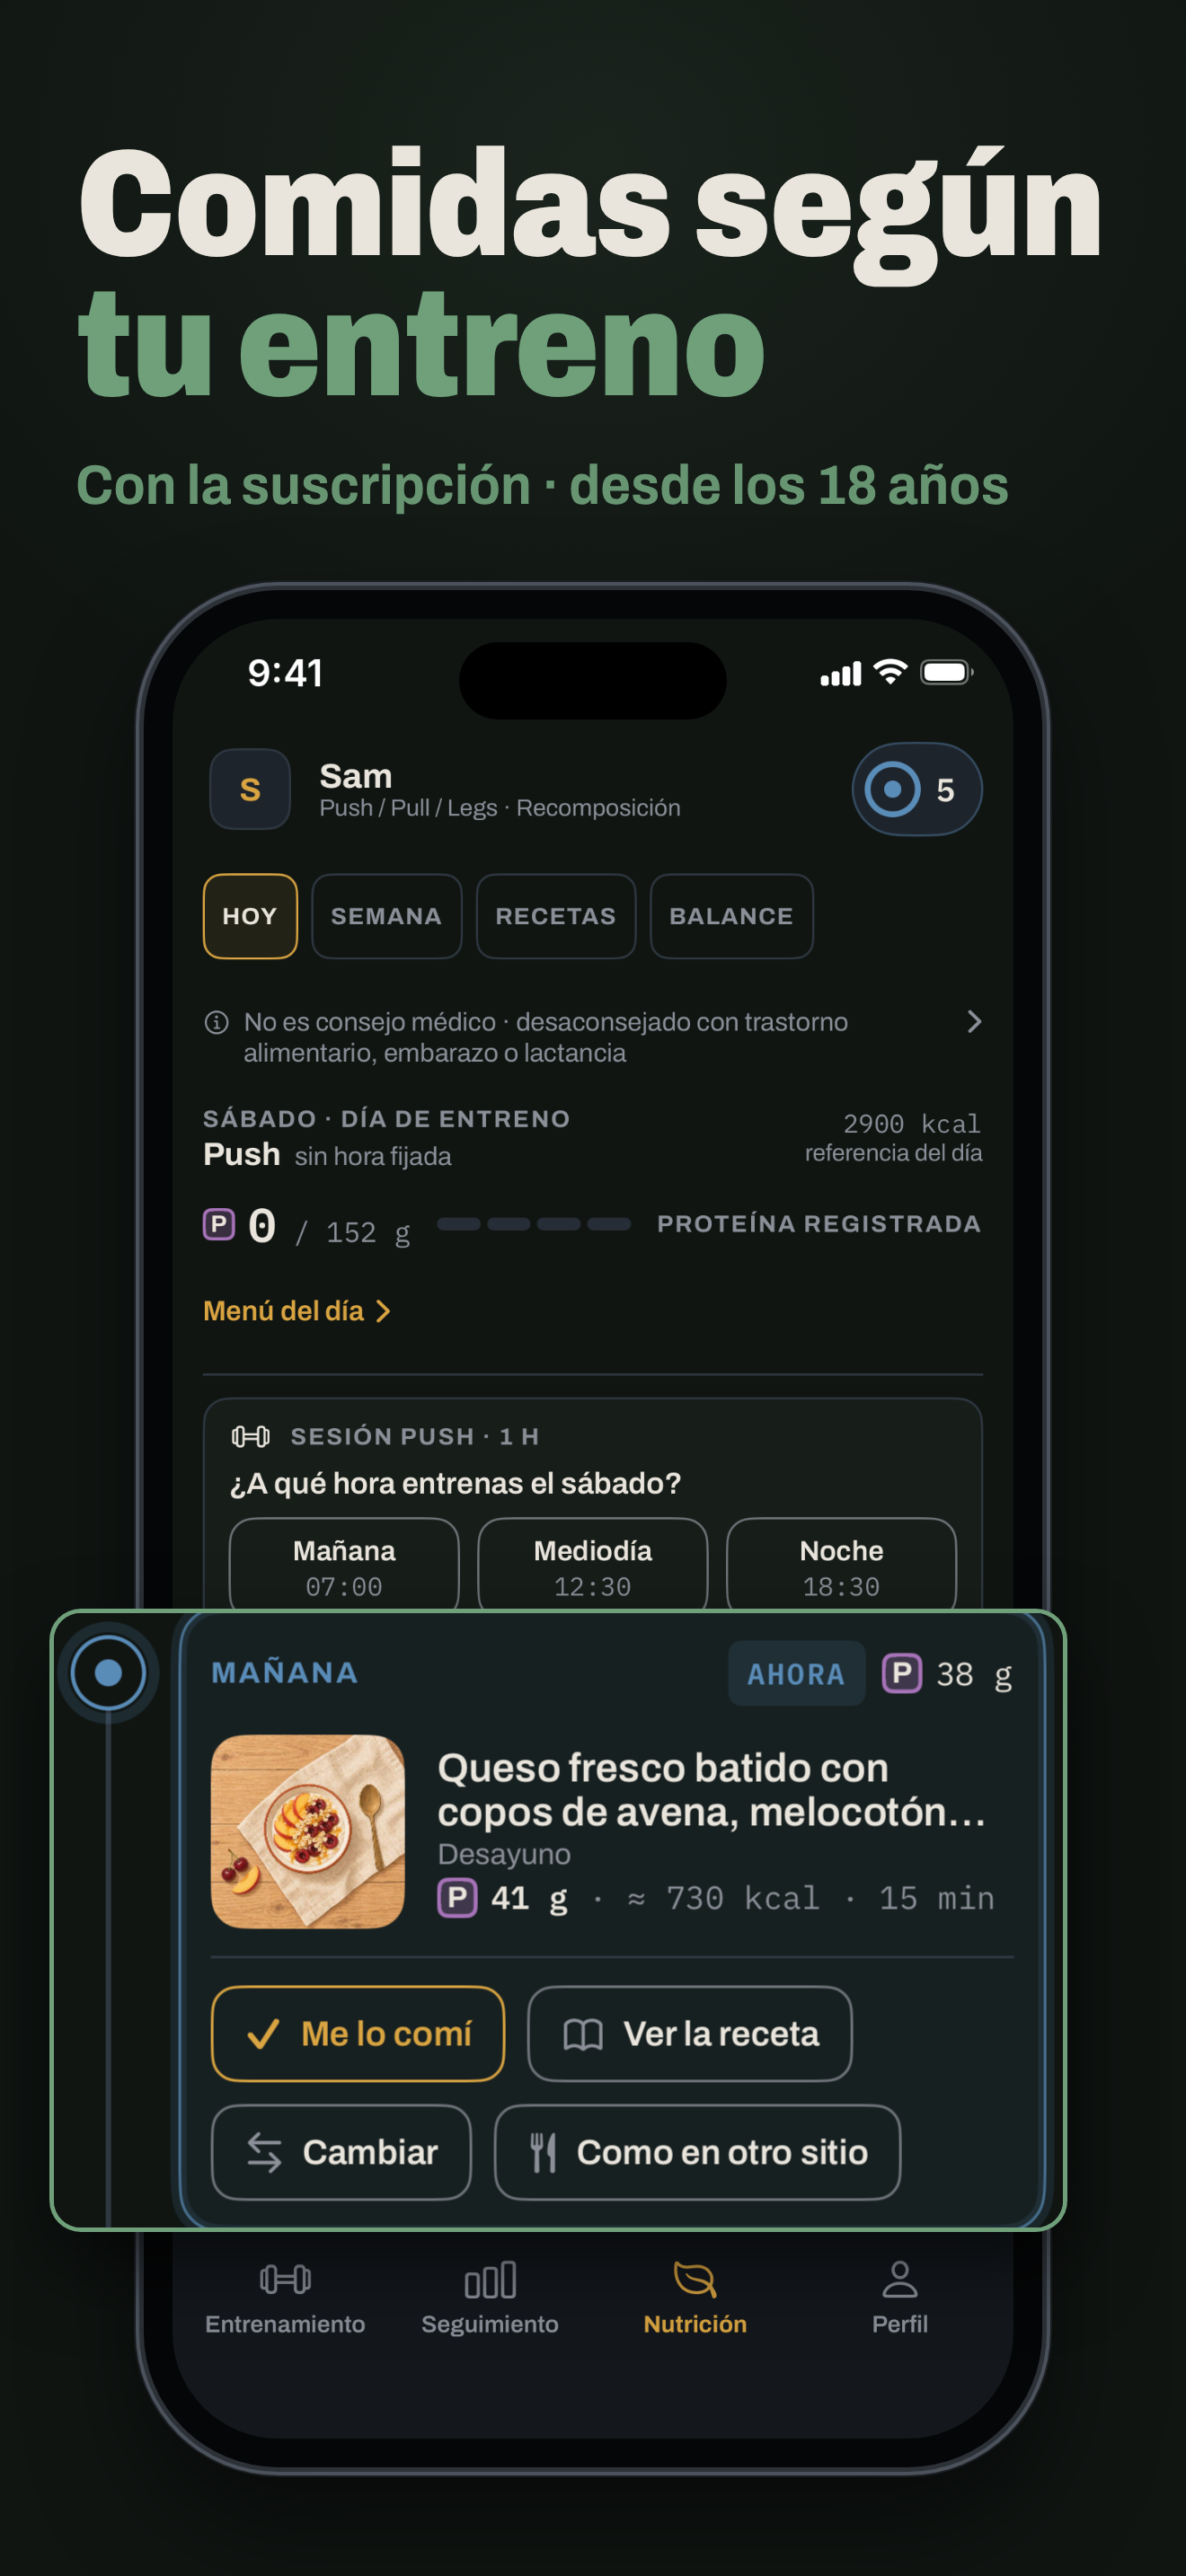 Comidas según
tu entreno
Con la suscripción · desde los 18 años
9:41
S
Sam
Push / Pull / Legs · Recomposición
5
HOY
SEMANA
RECETAS
BALANCE
No es consejo médico · desaconsejado con trastorno
alimentario, embarazo o lactancia
SÁBADO · DÍA DE ENTRENO
2900 kcal
Push sin hora fijada
referencia del día
P 0 / 152 g
PROTEÍNA REGISTRADA
Menú del día
SESIÓN PUSH · 1 H
¿A qué hora entrenas el sábado?
Mañana
07:00
Mediodía
12:30
Noche
18:30
MAÑANA
AHORA
P 38 g
Queso fresco batido con
copos de avena, melocotón...
Desayuno
P 41 g · ≈ 730 kcal · 15 min
Me lo comí
Ver la receta
Cambiar
Como en otro sitio
Entrenamiento
Seguimiento
Nutrición
Perfil